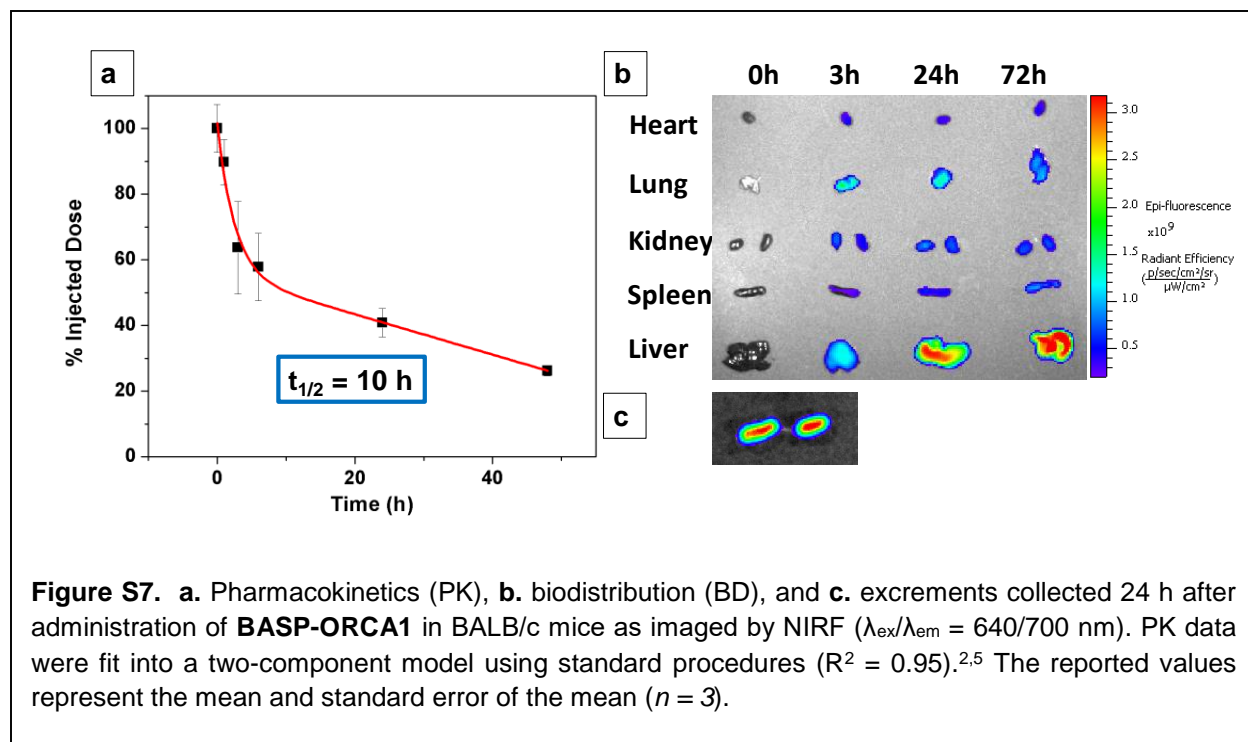 a
100
80
60
40
20
0
% Injected Dose
t1/2 = 10 h
0 20 40
Time (h)
b
0h 3h 24h 72h
Heart
Lung
Kidney
Spleen
Liver
3.0
2.5
2.0
1.5
1.0
0.5
Epi-fluorescence
x10^9
Radiant Efficiency
(p/sec/cm²/sr / µW/cm²)
c
Figure S7. a. Pharmacokinetics (PK), b. biodistribution (BD), and c. excrements collected 24 h after
administration of BASP-ORCA1 in BALB/c mice as imaged by NIRF (λex/λem = 640/700 nm). PK data
were fit into a two-component model using standard procedures (R² = 0.95).2,5 The reported values
represent the mean and standard error of the mean (n = 3).